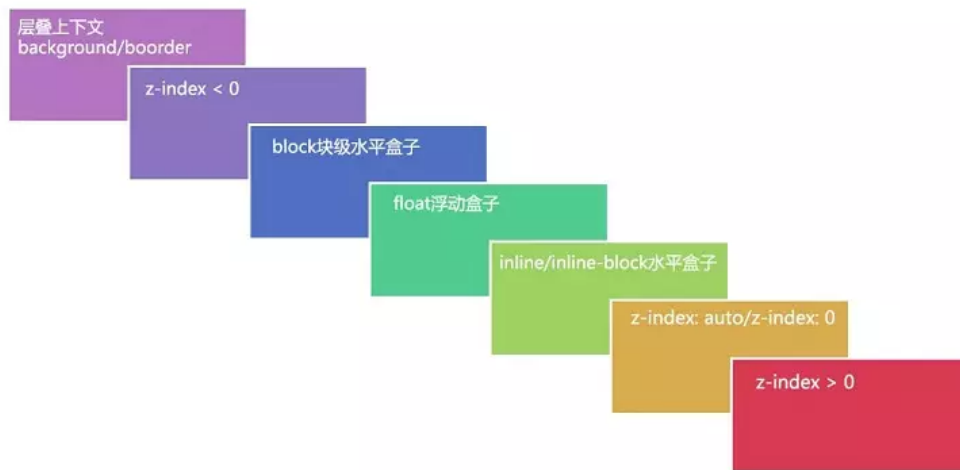 层叠上下文
background/boorder
z-index < 0
block块级水平盒子
float浮动盒子
inline/inline-block水平盒子
z-index: auto/z-index: 0
z-index > 0